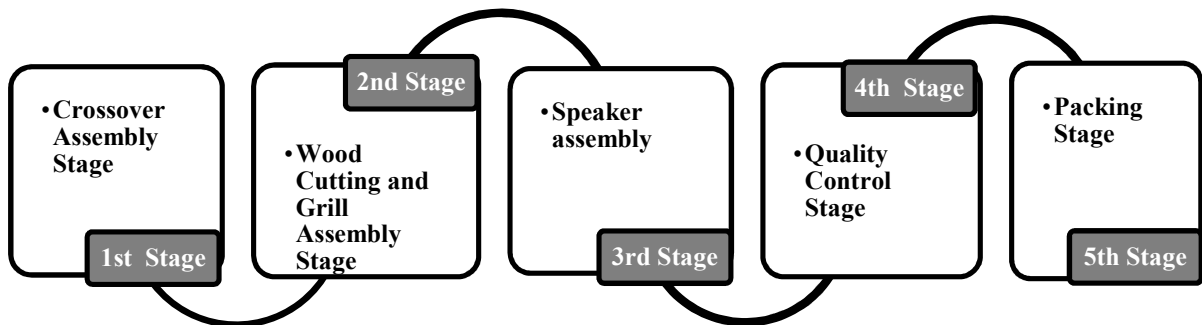 •Crossover
Assembly
Stage
1st Stage
2nd Stage
•Wood
Cutting and
Grill
Assembly
Stage
•Speaker
assembly
3rd Stage
4th Stage
•Quality
Control
Stage
•Packing
Stage
5th Stage